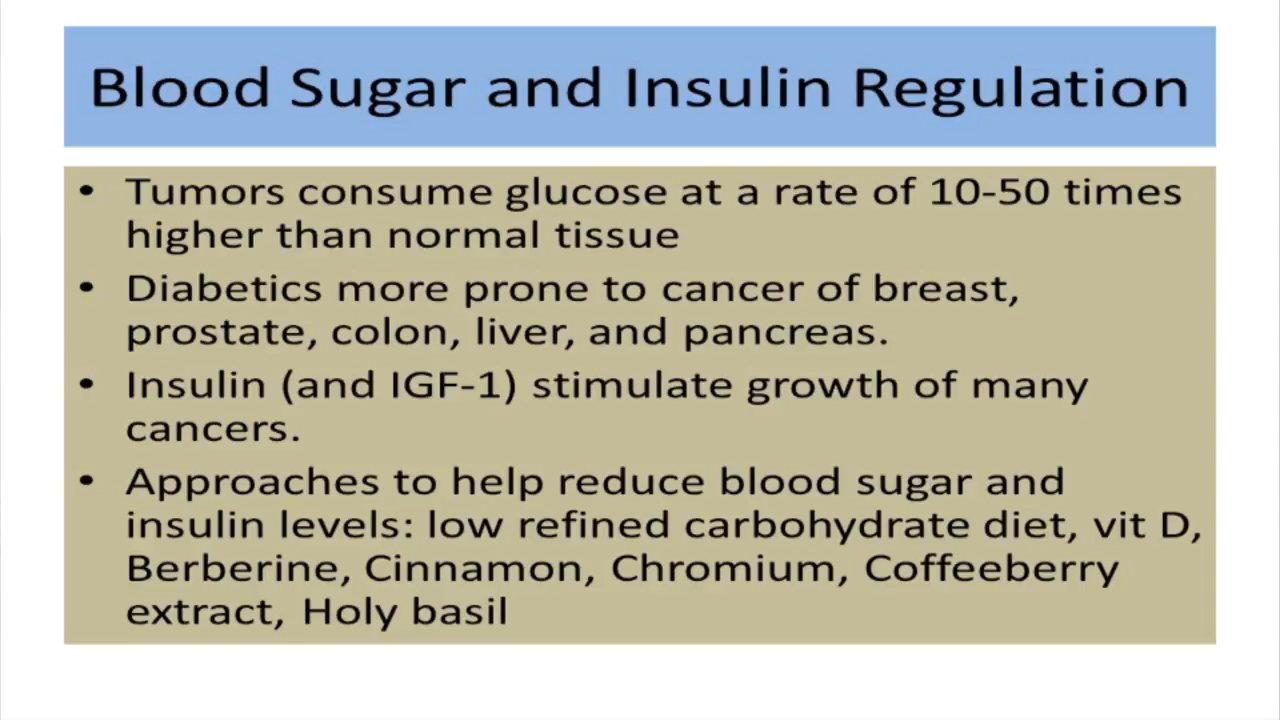 Blood Sugar and Insulin Regulation
• Tumors consume glucose at a rate of 10-50 times
higher than normal tissue
• Diabetics more prone to cancer of breast,
prostate, colon, liver, and pancreas.
• Insulin (and IGF-1) stimulate growth of many
cancers.
• Approaches to help reduce blood sugar and
insulin levels: low refined carbohydrate diet, vit D,
Berberine, Cinnamon, Chromium, Coffeeberry
extract, Holy basil